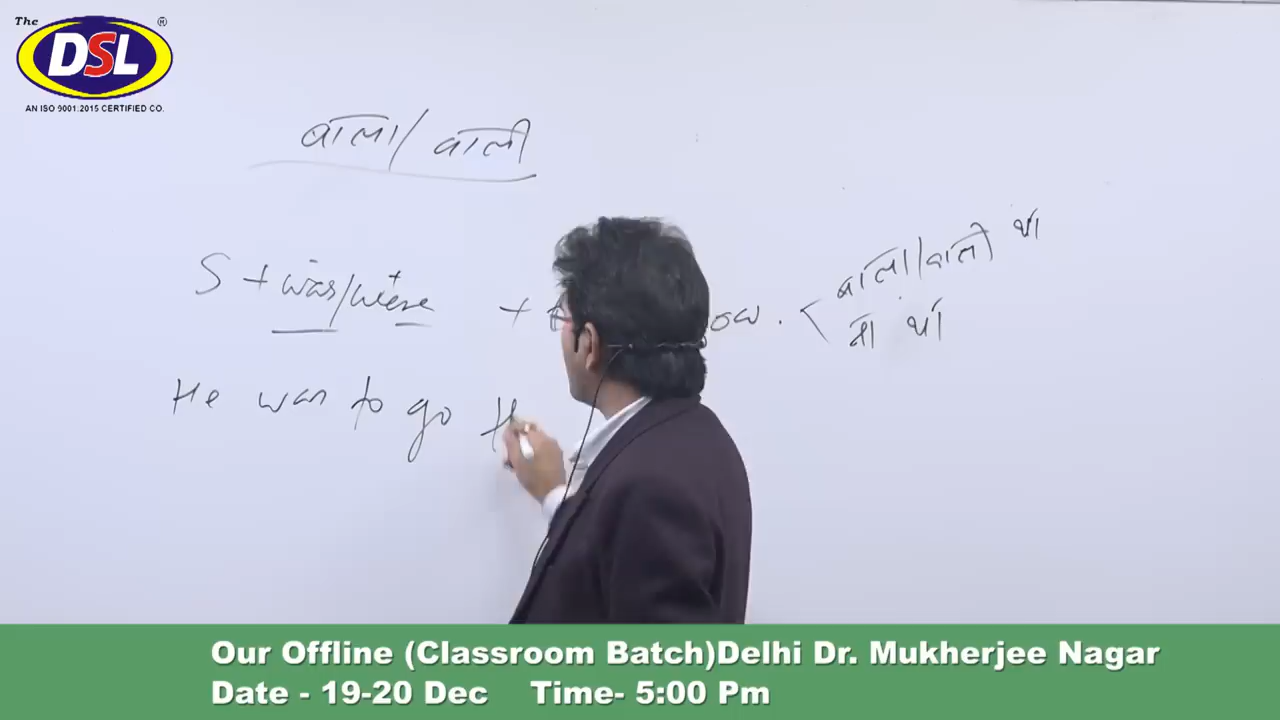 The ®
DSL
AN ISO 9001:2015 CERTIFIED CO.
वाला/ वाली
S + was/were + ow. < वाला/वाली था
ना था
He was to go
Our Offline (Classroom Batch)Delhi Dr. Mukherjee Nagar
Date - 19-20 Dec Time- 5:00 Pm